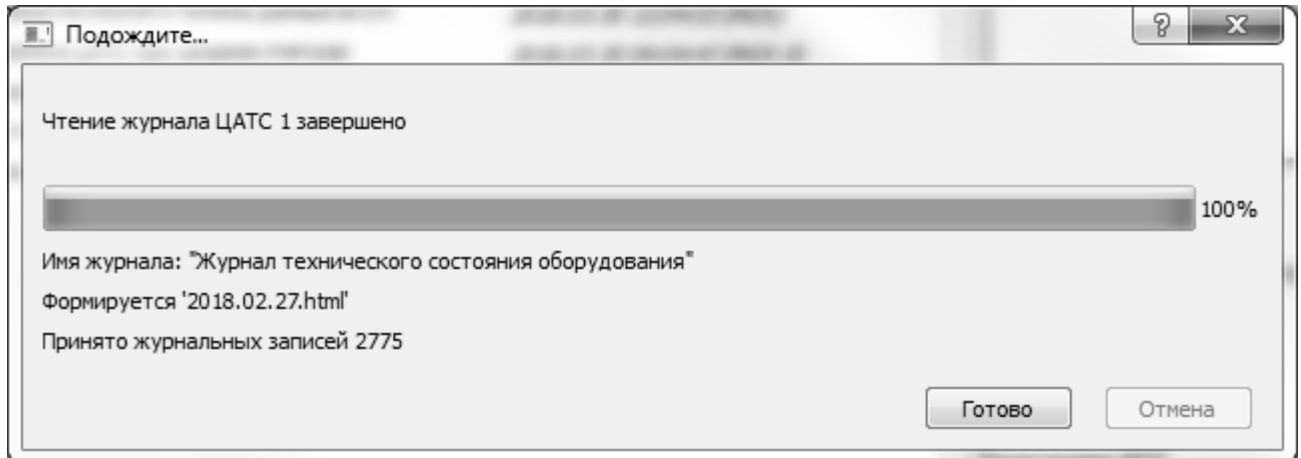 Подождите...
Чтение журнала ЦАТС 1 завершено
100%
Имя журнала: "Журнал технического состояния оборудования"
Формируется '2018.02.27.html'
Принято журнальных записей 2775
Готово Отмена